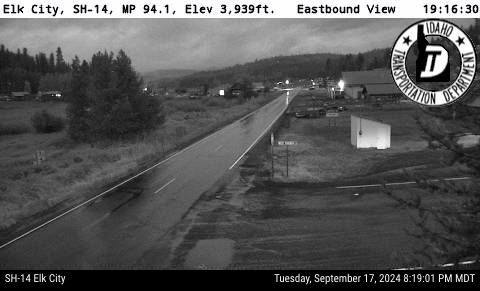 Elk City, SH-14, MP 94.1, Elev 3,939ft. Eastbound View 19:16:30
IDAHO
TRANSPORTATION DEPARTMENT
SH-14 Elk City Tuesday, September 17, 2024 8:19:01 PM MDT